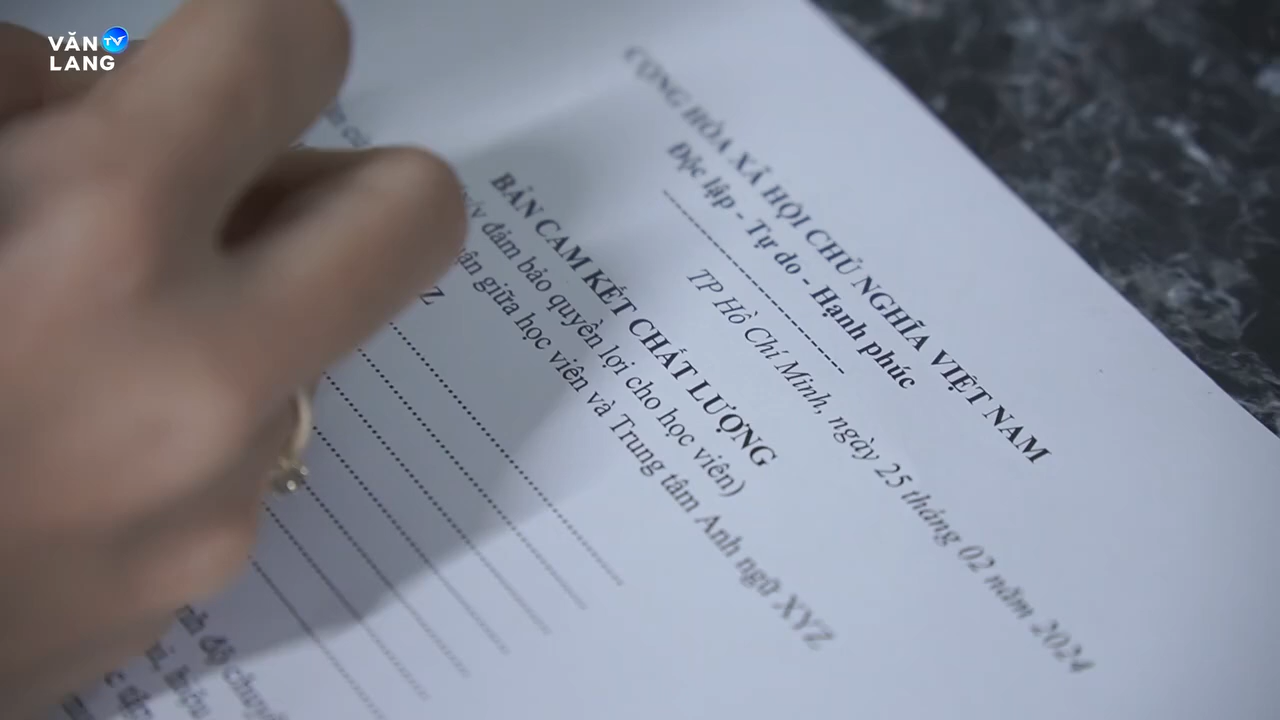 VĂN TV
LANG
CỘNG HÒA XÃ HỘI CHỦ NGHĨA VIỆT NAM
Độc lập - Tự do - Hạnh phúc
TP Hồ Chí Minh, ngày 25 tháng 02 năm 2024
BẢN CAM KẾT CHẤT LƯỢNG
đảm bảo quyền lợi cho học viên)
giữa học viên và Trung tâm Anh ngữ XYZ
Z